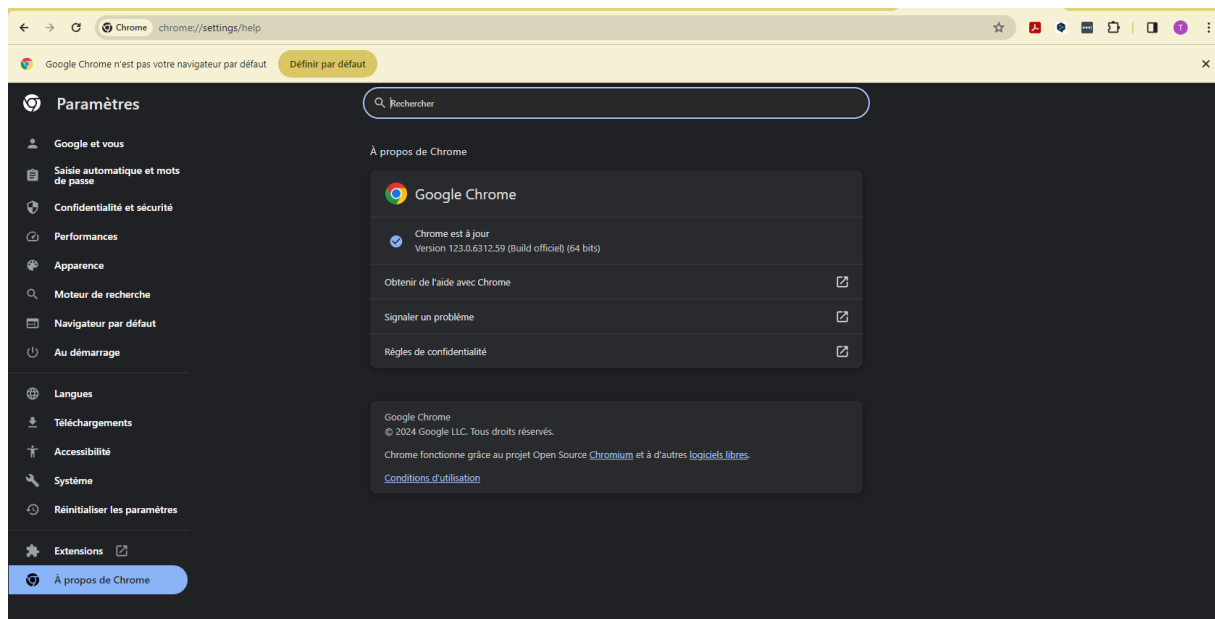 Chrome chrome://settings/help
T
Google Chrome n'est pas votre navigateur par défaut Définir par défaut
Paramètres
Rechercher
Google et vous
Saisie automatique et mots
de passe
Confidentialité et sécurité
Performances
Apparence
Moteur de recherche
Navigateur par défaut
Au démarrage
Langues
Téléchargements
Accessibilité
Système
Réinitialiser les paramètres
Extensions
À propos de Chrome
À propos de Chrome
Google Chrome
Chrome est à jour
Version 123.0.6312.59 (Build officiel) (64 bits)
Obtenir de l'aide avec Chrome
Signaler un problème
Règles de confidentialité
Google Chrome
© 2024 Google LLC. Tous droits réservés.
Chrome fonctionne grâce au projet Open Source Chromium et à d'autres logiciels libres.
Conditions d'utilisation